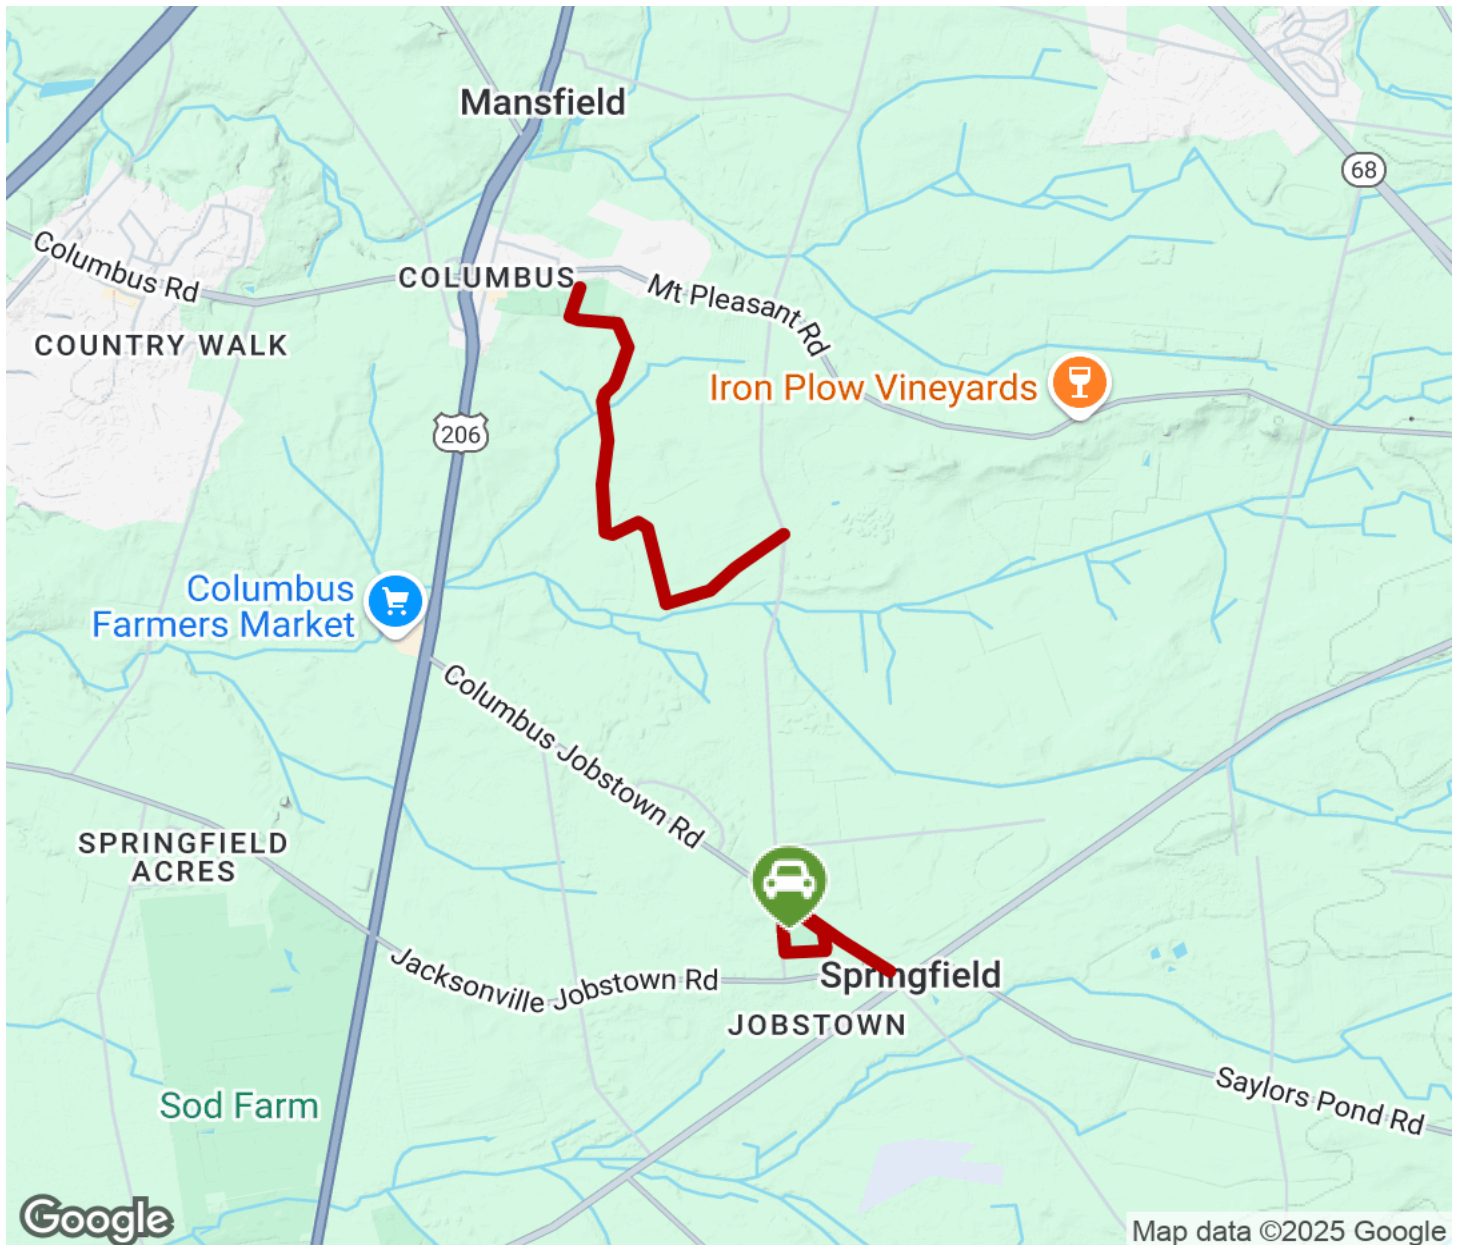 Mansfield
68
Columbus Rd
COLUMBUS
Mt Pleasant Rd
COUNTRY WALK
Iron Plow Vineyards
206
Columbus
Farmers Market
Columbus Jobstown Rd
SPRINGFIELD
ACRES
Jacksonville Jobstown Rd
Springfield
JOBSTOWN
Saylors Pond Rd
Sod Farm
Google
Map data ©2025 Google